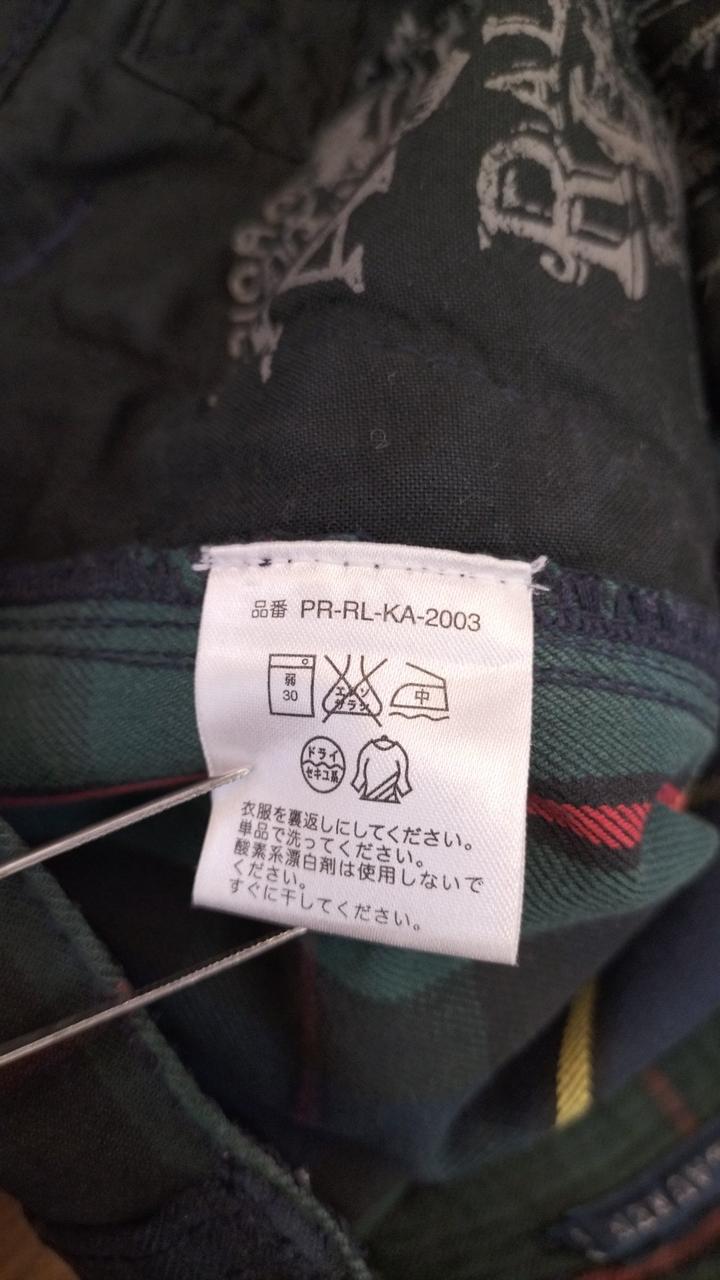 RAL
品番 PR-RL-KA-2003
弱
30
エンソ
サラシ
中
ドライ
セキユ系
衣服を裏返しにしてください。
単品で洗ってください。
酸素系漂白剤は使用しないで
ください。
すぐに干してください。